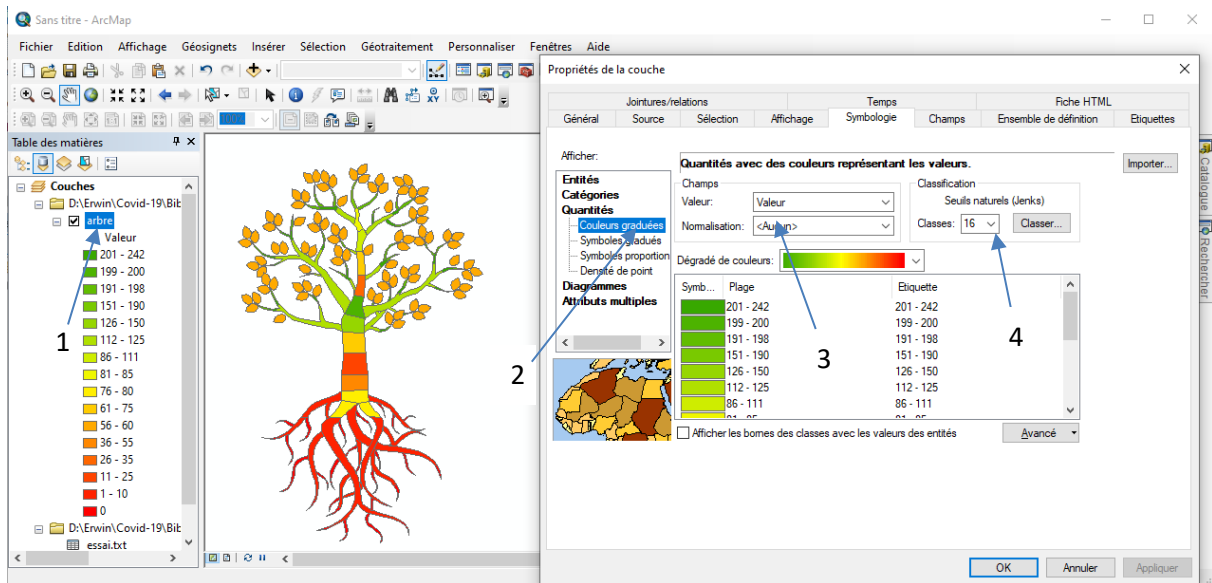 Sans titre - ArcMap
Fichier Edition Affichage Géosignets Insérer Sélection Géotraitement Personnaliser Fenêtres Aide
Table des matières
Couches
D:\Erwin\Covid-19\Bib
arbre
Valeur
201 - 242
199 - 200
191 - 198
151 - 190
126 - 150
112 - 125
86 - 111
81 - 85
76 - 80
61 - 75
56 - 60
36 - 55
26 - 35
11 - 25
1 - 10
0
D:\Erwin\Covid-19\Bib
essai.txt
1
Propriétés de la couche
Jointures/relations Temps Fiche HTML
Général Source Sélection Affichage Symbologie Champs Ensemble de définition Etiquettes
Afficher:
Entités
Catégories
Quantités
Couleurs graduées
Symboles gradués
Symboles proportion
Densité de point
Diagrammes
Attributs multiples
2
Quantités avec des couleurs représentant les valeurs.
Importer...
Champs
Valeur: Valeur
Normalisation: <Aucun>
Classification
Seuils naturels (Jenks)
Classes: 16 Classer...
Dégradé de couleurs:
Symb... Plage Etiquette
201 - 242 201 - 242
199 - 200 199 - 200
191 - 198 191 - 198
151 - 190 151 - 190
126 - 150 126 - 150
112 - 125 112 - 125
86 - 111 86 - 111
3
4
Afficher les bornes des classes avec les valeurs des entités
Avancé
OK Annuler Appliquer
Catalogue
Rechercher